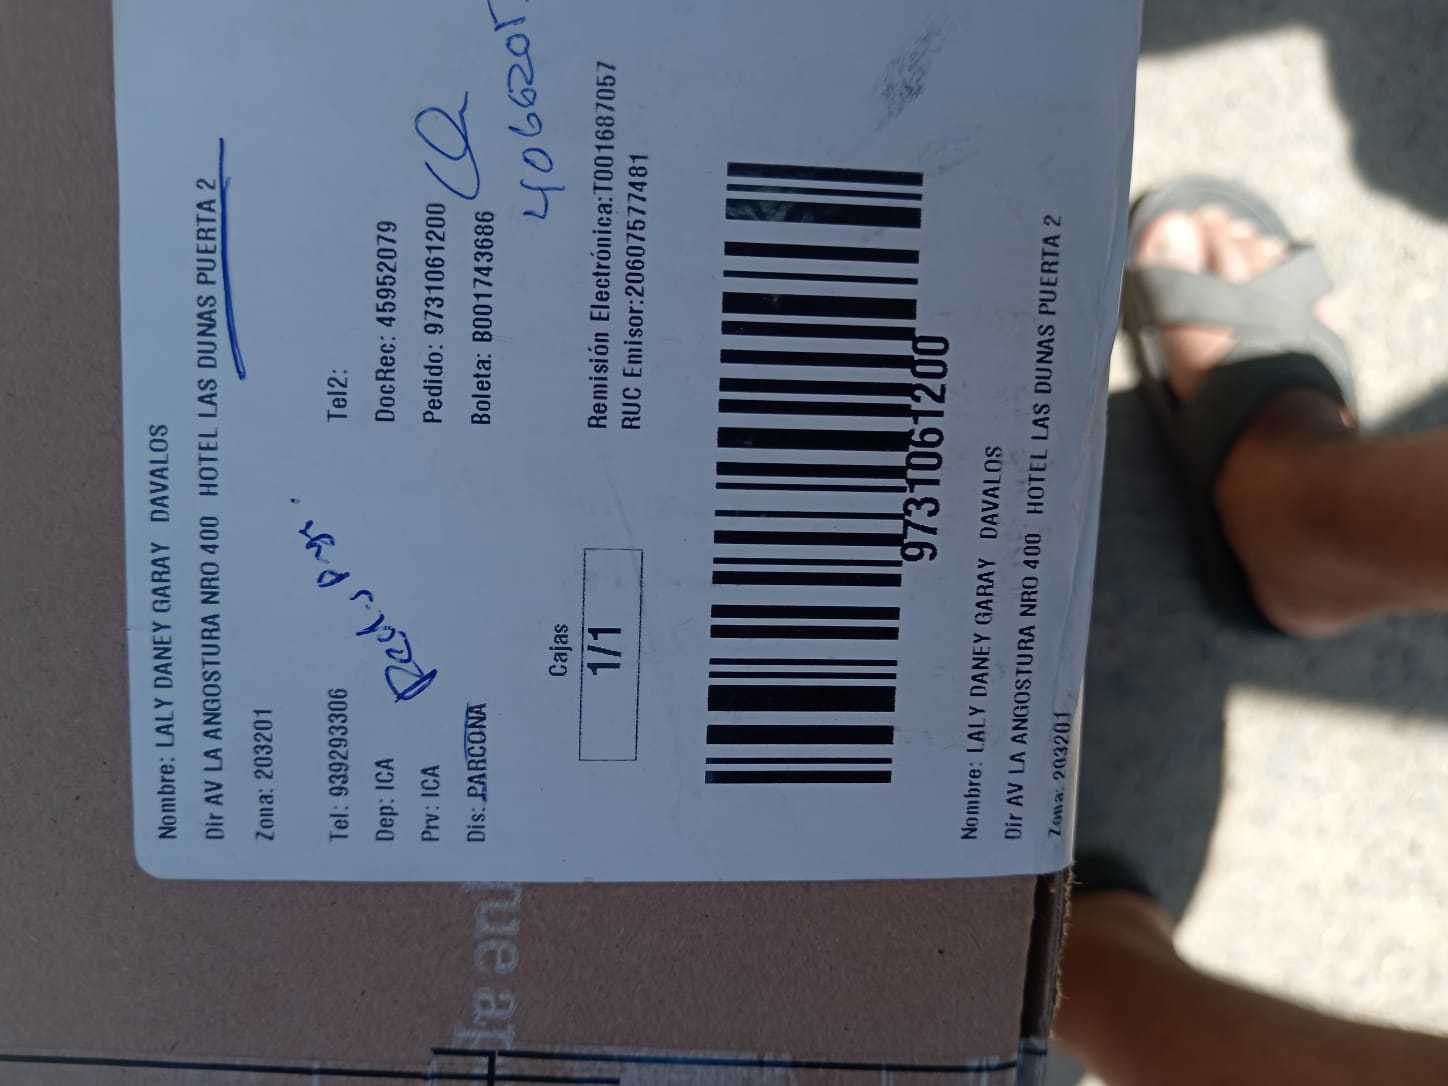 Nombre: LALY DANEY GARAY DAVALOS
Dir AV LA ANGOSTURA NRO 400 HOTEL LAS DUNAS PUERTA 2
Zona: 203201
Tel: 939293306 Tel2:
Dep: ICA DocRec: 45952079
Prv: ICA Pedido: 9731061200
Dis: PARCONA Boleta: B001743686
Cajas
1/1
Remisión Electrónica:T001687057
RUC Emisor:20607577481
9731061200
Nombre: LALY DANEY GARAY DAVALOS
Dir AV LA ANGOSTURA NRO 400 HOTEL LAS DUNAS PUERTA 2
Zona: 203201